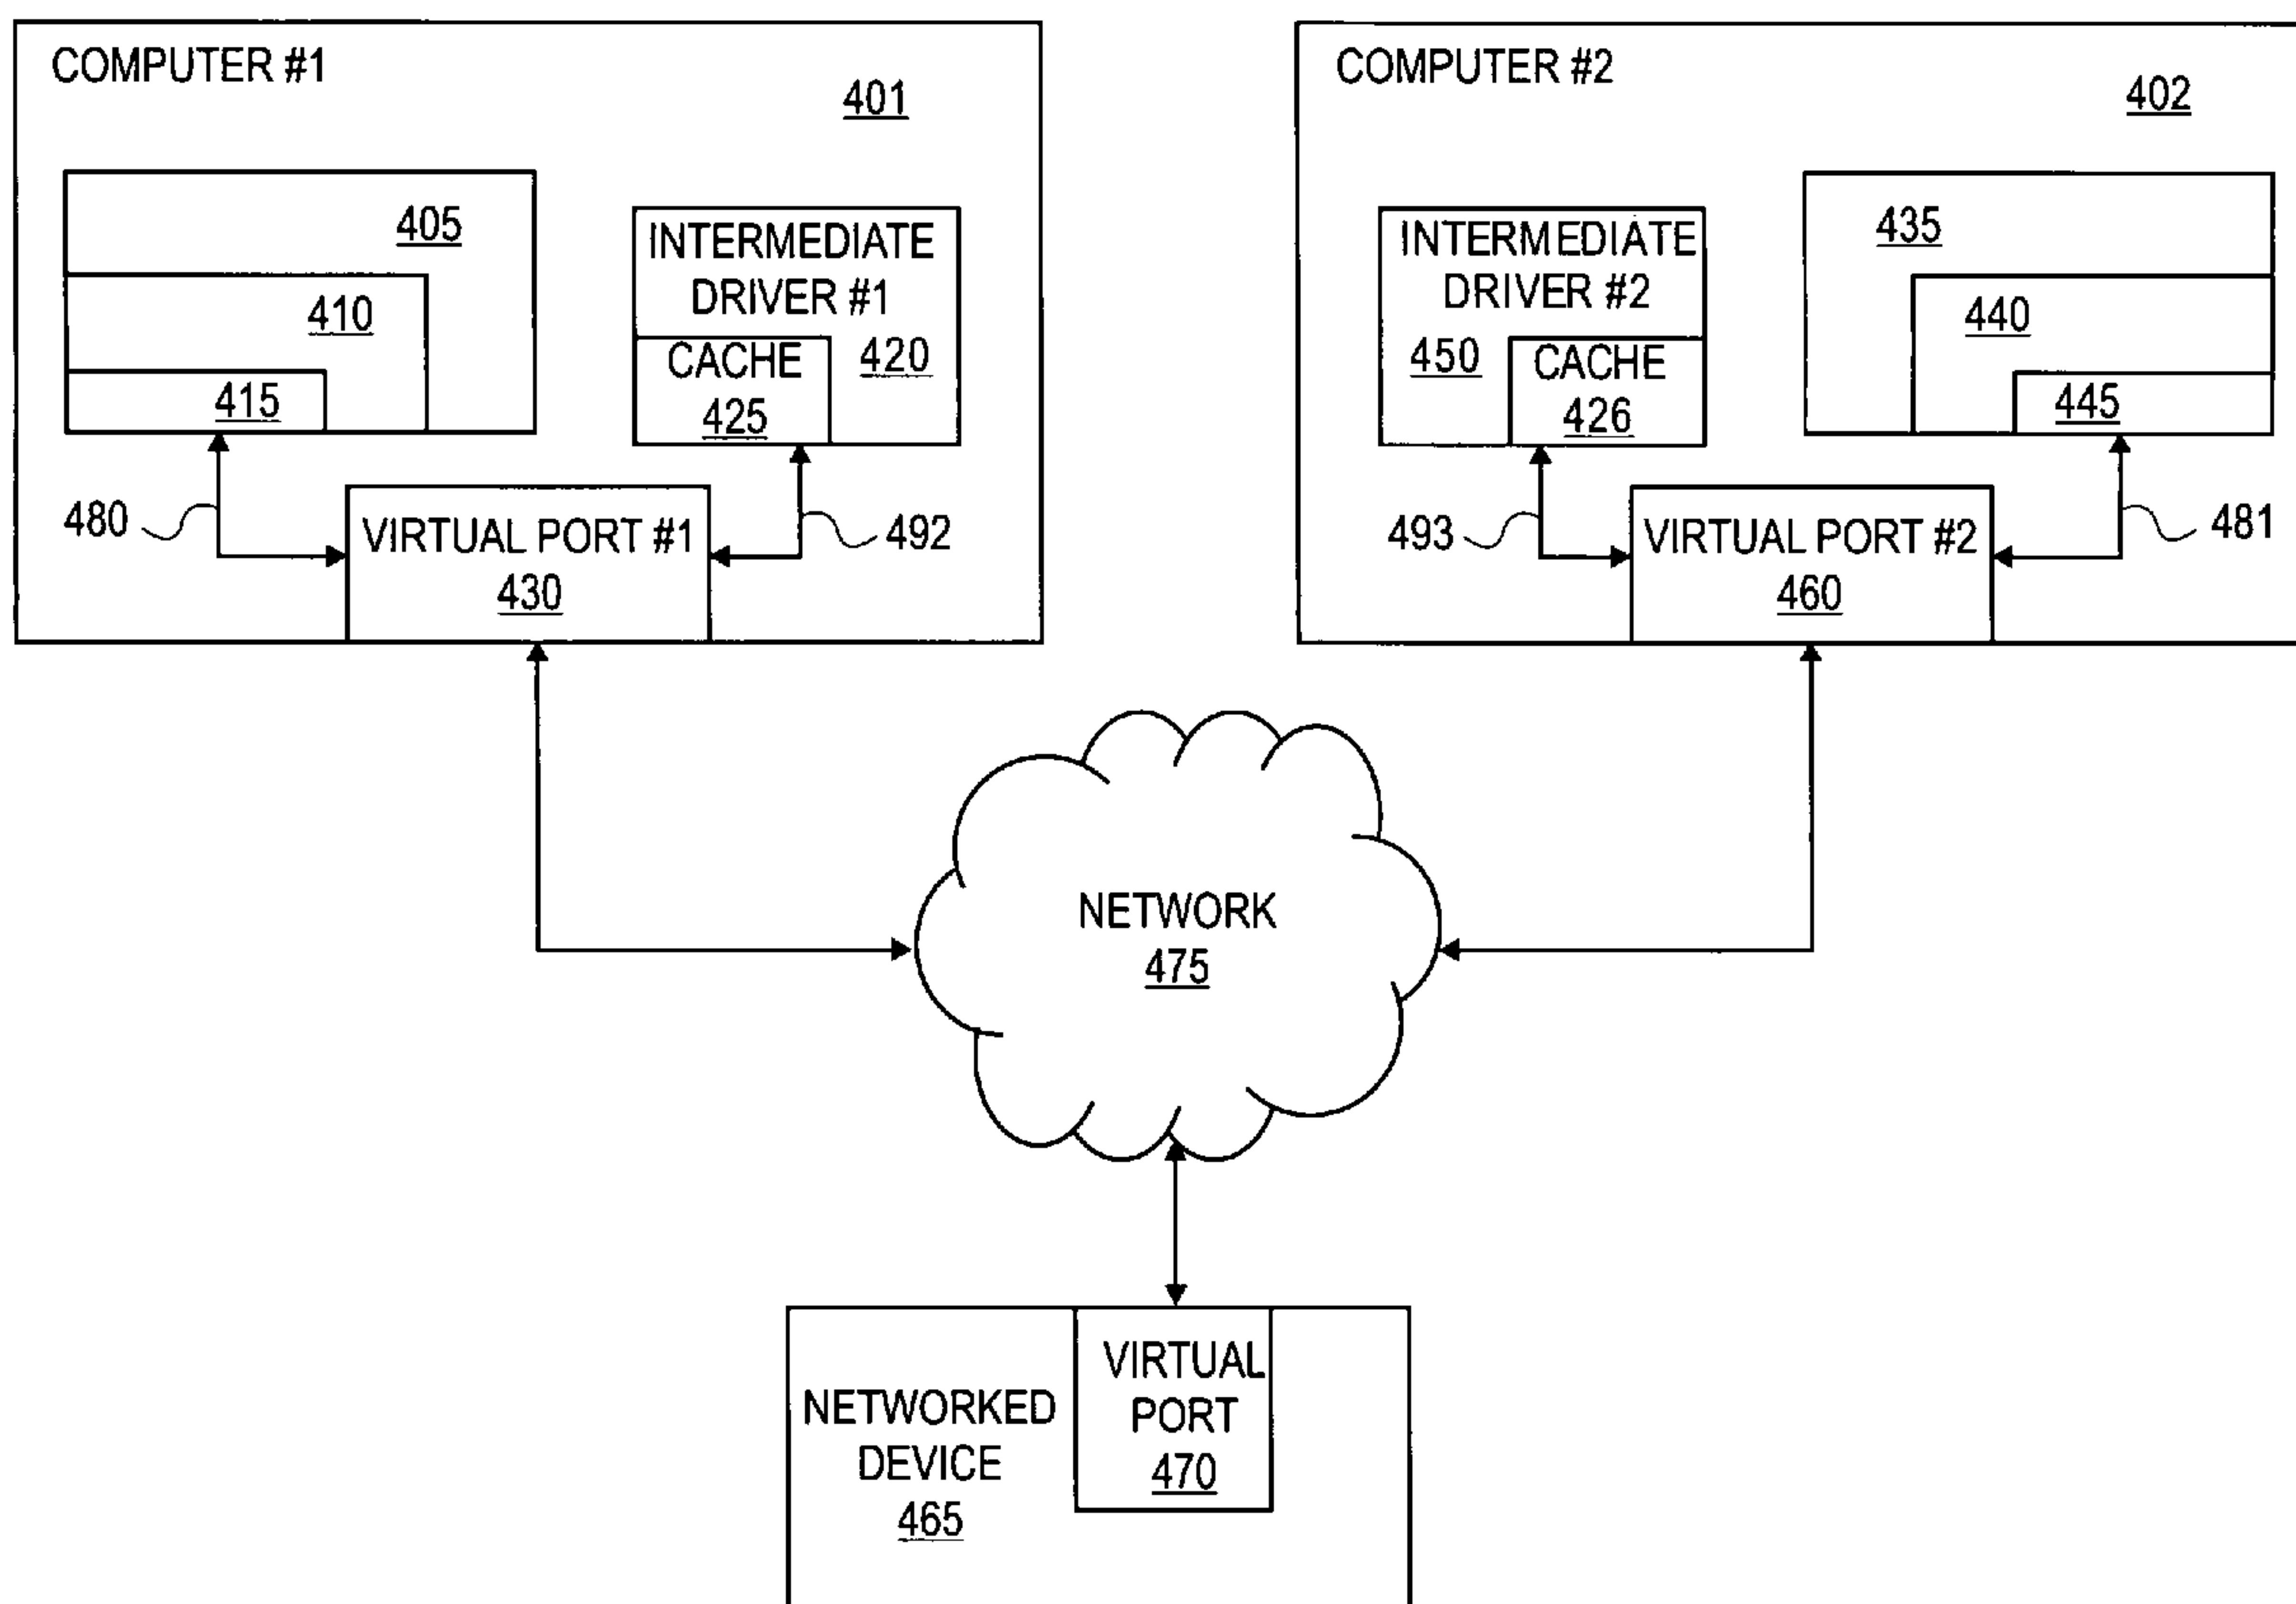 COMPUTER #1
401
405
410
415
INTERMEDIATE
DRIVER #1
420
CACHE
425
480
VIRTUAL PORT #1
430
492
COMPUTER #2
402
INTERMEDIATE
DRIVER #2
450
CACHE
426
435
440
445
493
VIRTUAL PORT #2
460
481
NETWORK
475
NETWORKED
DEVICE
465
VIRTUAL
PORT
470